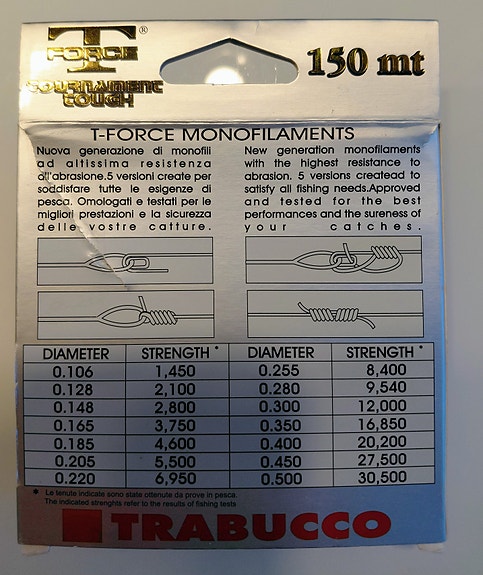 T
FORCE®
TOURNAMENT
TOUGH
150 mt
T-FORCE MONOFILAMENTS
Nuova generazione di monofili
ad altissima resistenza
all'abrasione.5 versioni create per
soddisfare tutte le esigenze di
pesca. Omologati e testati per le
migliori prestazioni e la sicurezza
delle vostre catture.
New generation monofilaments
with the highest resistance to
abrasion. 5 versions createad to
satisfy all fishing needs.Approved
and tested for the best
performances and the sureness of
your catches.
DIAMETER STRENGTH * DIAMETER STRENGTH *
0.106 1,450 0.255 8,400
0.128 2,100 0.280 9,540
0.148 2,800 0.300 12,000
0.165 3,750 0.350 16,850
0.185 4,600 0.400 20,200
0.205 5,500 0.450 27,500
0.220 6,950 0.500 30,500
* Le tenute indicate sono state ottenute da prove in pesca.
The indicated strenghts refer to the results of fishing tests
TRABUCCO